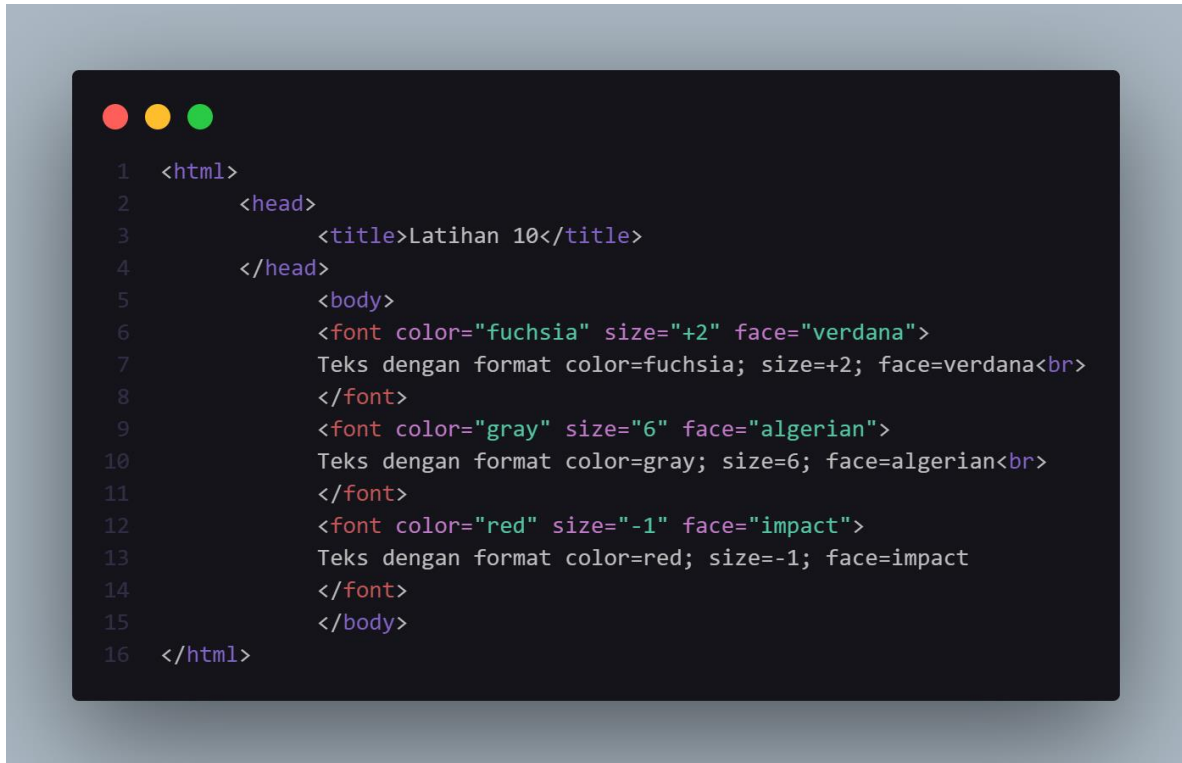 1 <html>
2 <head>
3 <title>Latihan 10</title>
4 </head>
5 <body>
6 <font color="fuchsia" size="+2" face="verdana">
7 Teks dengan format color=fuchsia; size=+2; face=verdana<br>
8 </font>
9 <font color="gray" size="6" face="algerian">
10 Teks dengan format color=gray; size=6; face=algerian<br>
11 </font>
12 <font color="red" size="-1" face="impact">
13 Teks dengan format color=red; size=-1; face=impact
14 </font>
15 </body>
16 </html>